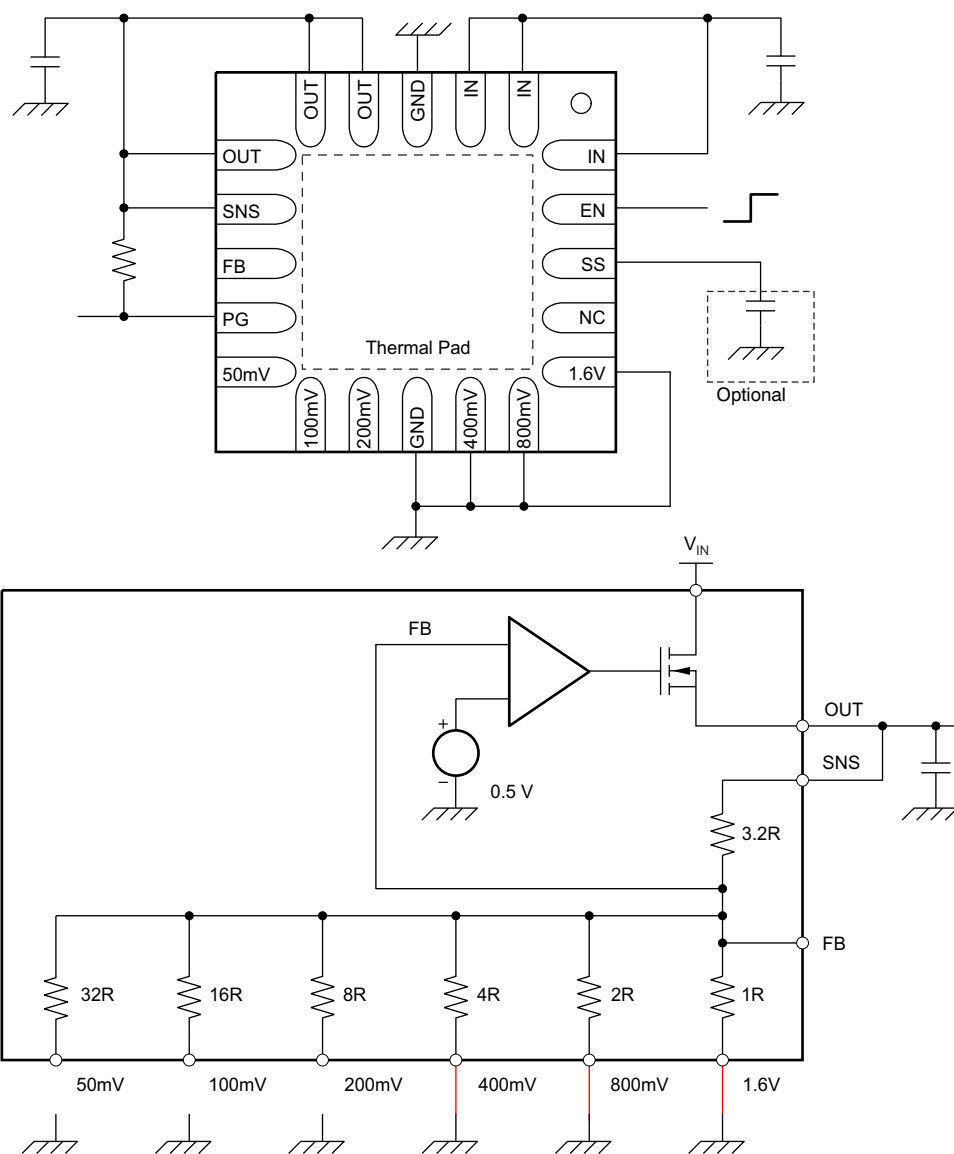 OUT
OUT
GND
IN
IN
OUT
IN
SNS
EN
FB
SS
PG
NC
Thermal Pad
50mV
1.6V
100mV
200mV
GND
400mV
800mV
Optional
VIN
FB
OUT
+
SNS
−
0.5 V
3.2R
FB
32R
16R
8R
4R
2R
1R
50mV
100mV
200mV
400mV
800mV
1.6V